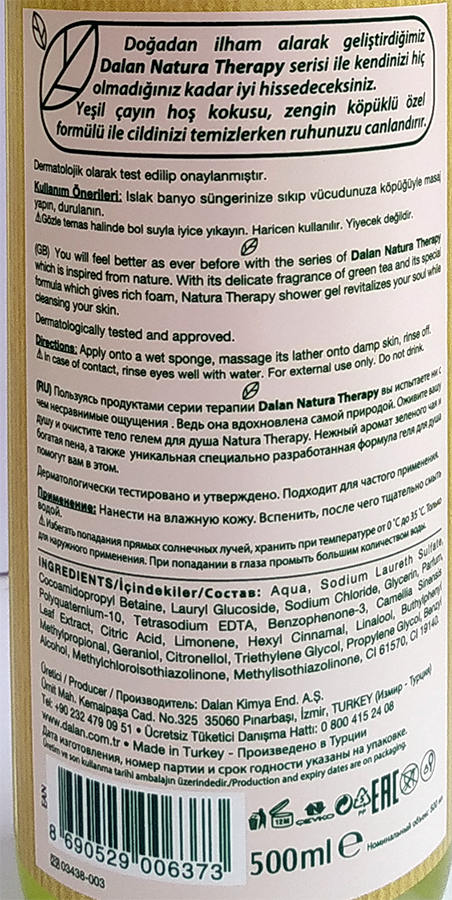 Doğadan ilham alarak geliştirdiğimiz
Dalan Natura Therapy serisi ile kendinizi hiç
olmadığınız kadar iyi hissedeceksiniz.
Yeşil çayın hoş kokusu, zengin köpüklü özel
formülü ile cildinizi temizlerken ruhunuzu canlandırır.
Dermatolojik olarak test edilip onaylanmıştır.
Kullanım Önerileri: Islak banyo süngerinize sıkıp vücudunuza köpüğüyle masaj
yapın, durulanın.
⚠Gözle temas halinde bol suyla iyice yıkayın. Haricen kullanılır. Yiyecek değildir.
(GB) You will feel better as ever before with the series of Dalan Natura Therapy
which is inspired from nature. With its delicate fragrance of green tea and its special
formula which gives rich foam, Natura Therapy shower gel revitalizes your soul while
cleansing your skin.
Dermatologically tested and approved.
Directions: Apply onto a wet sponge, massage its lather onto damp skin, rinse off.
⚠In case of contact, rinse eyes well with water. For external use only. Do not drink.
(RU) Пользуясь продуктами серии терапии Dalan Natura Therapy вы испытаете ни с
чем несравнимые ощущения . Ведь она вдохновлена самой природой. Оживите вашу
душу и очистите тело гелем для душа Natura Therapy. Нежный аромат зеленого чая и
богатая пена, а также уникальная специально разработанная формула геля для душа
помогут вам в этом.
Дерматологически тестировано и утверждено. Подходит для частого применения.
Применение: Нанести на влажную кожу. Вспенить, после чего тщательно смыть
водой.
⚠Избегать попадания прямых солнечных лучей, хранить при температуре от 0 °C до 35 °C. Только
для наружного применения. При попадании в глаза промыть большим количеством воды.
INGREDIENTS/İçindekiler/Состав: Aqua, Sodium Laureth Sulfate,
Cocoamidopropyl Betaine, Lauryl Glucoside, Sodium Chloride, Glycerin, Parfum,
Polyquaternium-10, Tetrasodium EDTA, Benzophenone-3, Camellia Sinensis
Leaf Extract, Citric Acid, Limonene, Hexyl Cinnamal, Linalool, Butylphenyl
Methylpropional, Geraniol, Citronellol, Triethylene Glycol, Propylene Glycol, Benzyl
Alcohol, Methylchloroisothiazolinone, Methylisothiazolinone, CI 61570, CI 19140.
Üretici / Producer / Производитель: Dalan Kimya End. A.Ş.
Ümit Mah. Kemalpaşa Cad. No.325 35060 Pınarbaşı, İzmir, TURKEY (Измир - Турция)
Tel: +90 232 479 09 51 • Ücretsiz Tüketici Danışma Hattı: 0 800 415 24 08
www.dalan.com.tr • Made in Turkey - Произведено в Турции
Дата изготовления, номер партии и срок годности указаны на упаковке.
Üretim ve son kullanma tarihi ambalajın üzerindedir./Production and expiry dates are on packaging.
EAN
8 690529 006373
12M ÇEVKO PP EAC
500ml e Номинальный объем: 500 мл
03438-003